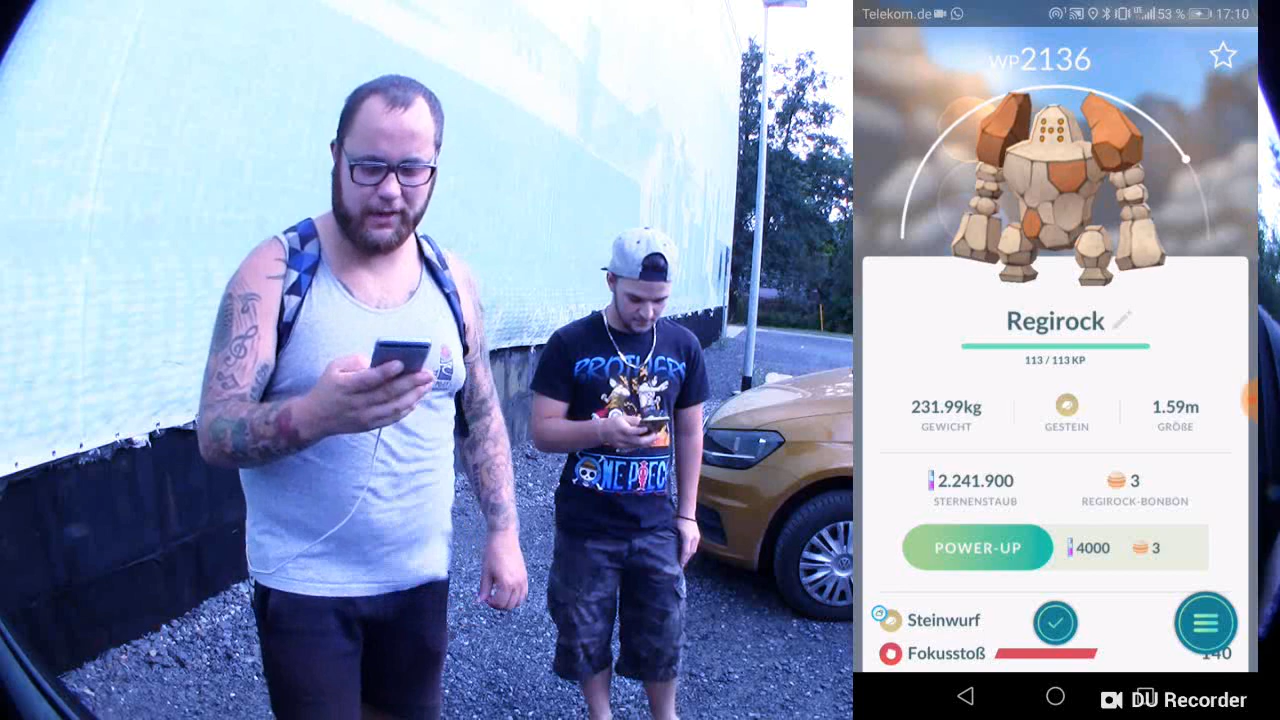 Telekom.de
53 %
17:10
WP2136
Regirock
113 / 113 KP
231.99kg
GEWICHT
GESTEIN
1.59m
GRÖßE
2.241.900
STERNENSTAUB
3
REGIROCK-BONBON
POWER-UP
4000
3
Steinwurf
Fokusstoß
140
DU Recorder
BROTHERS
ONE PIECE